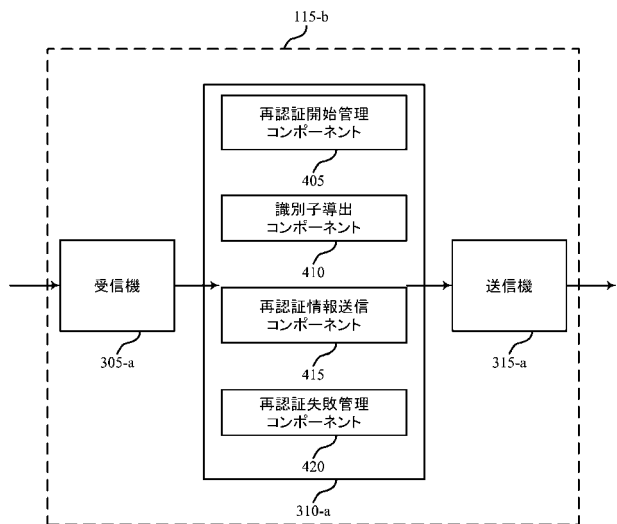 115-b
再認証開始管理
コンポーネント
405
識別子導出
コンポーネント
410
受信機
305-a
送信機
315-a
再認証情報送信
コンポーネント
415
再認証失敗管理
コンポーネント
420
310-a